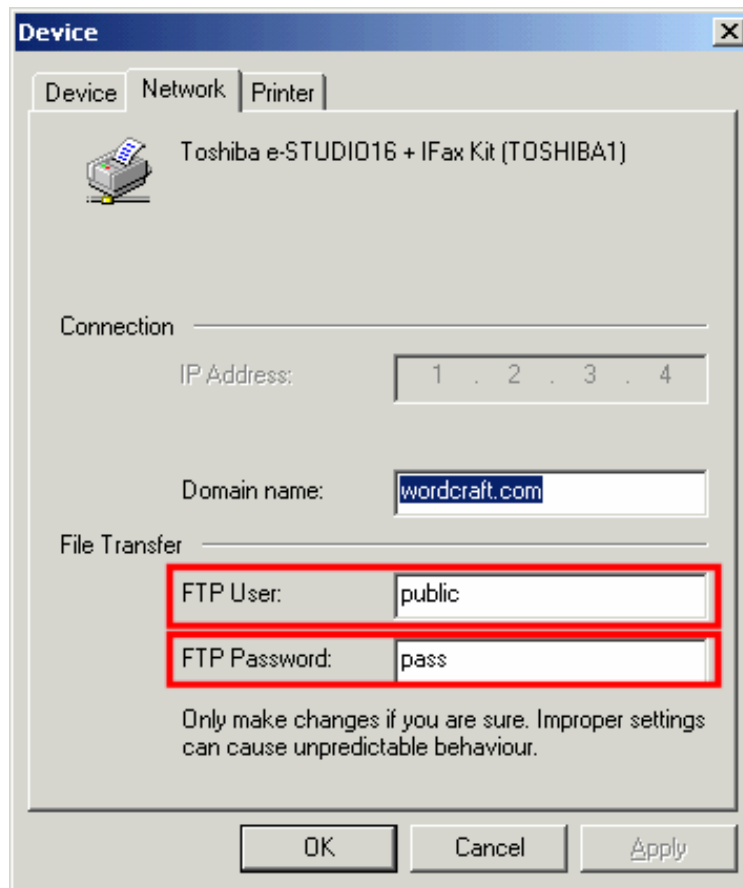 Device
Device Network Printer
Toshiba e-STUDIO16 + IFax Kit (TOSHIBA1)
Connection
IP Address: 1 . 2 . 3 . 4
Domain name: wordcraft.com
File Transfer
FTP User: public
FTP Password: pass
Only make changes if you are sure. Improper settings
can cause unpredictable behaviour.
OK Cancel Apply